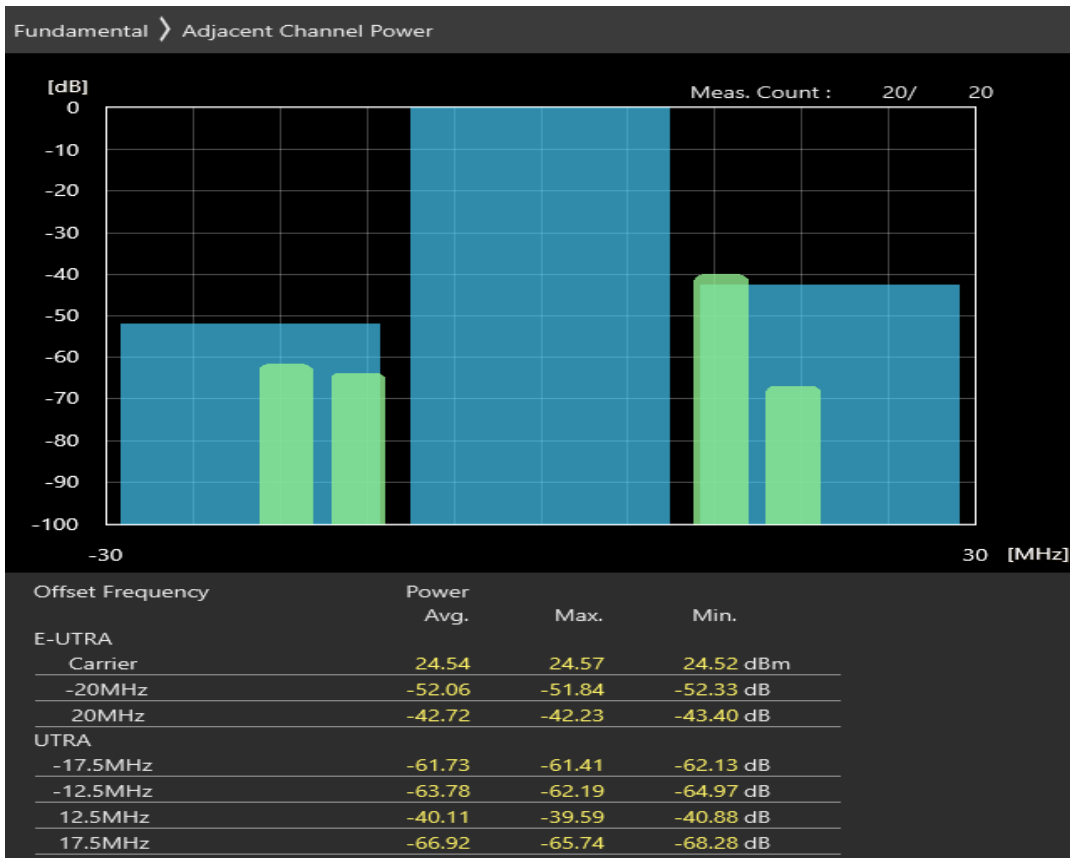 Fundamental 〉 Adjacent Channel Power
[dB]
Meas. Count : 20/ 20
0
-10
-20
-30
-40
-50
-60
-70
-80
-90
-100
-30 30 [MHz]
Offset Frequency Power
Avg. Max. Min.
E-UTRA
Carrier 24.54 24.57 24.52 dBm
-20MHz -52.06 -51.84 -52.33 dB
20MHz -42.72 -42.23 -43.40 dB
UTRA
-17.5MHz -61.73 -61.41 -62.13 dB
-12.5MHz -63.78 -62.19 -64.97 dB
12.5MHz -40.11 -39.59 -40.88 dB
17.5MHz -66.92 -65.74 -68.28 dB